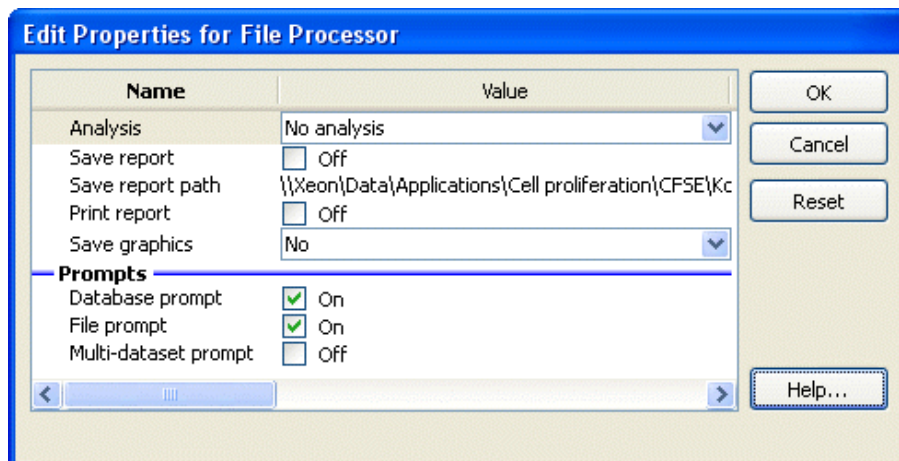 Edit Properties for File Processor
Name Value
Analysis No analysis
Save report Off
Save report path \\Xeon\Data\Applications\Cell proliferation\CFSE\Kc
Print report Off
Save graphics No
Prompts
Database prompt On
File prompt On
Multi-dataset prompt Off
OK
Cancel
Reset
Help...